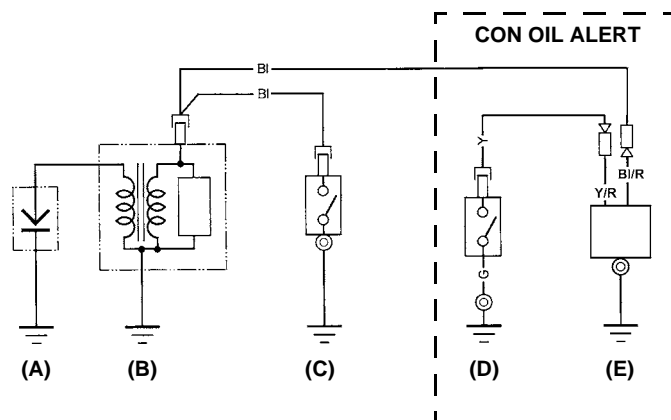 CON OIL ALERT
Bl
Bl
Y
Bl/R
Y/R
G
(A) (B) (C) (D) (E)